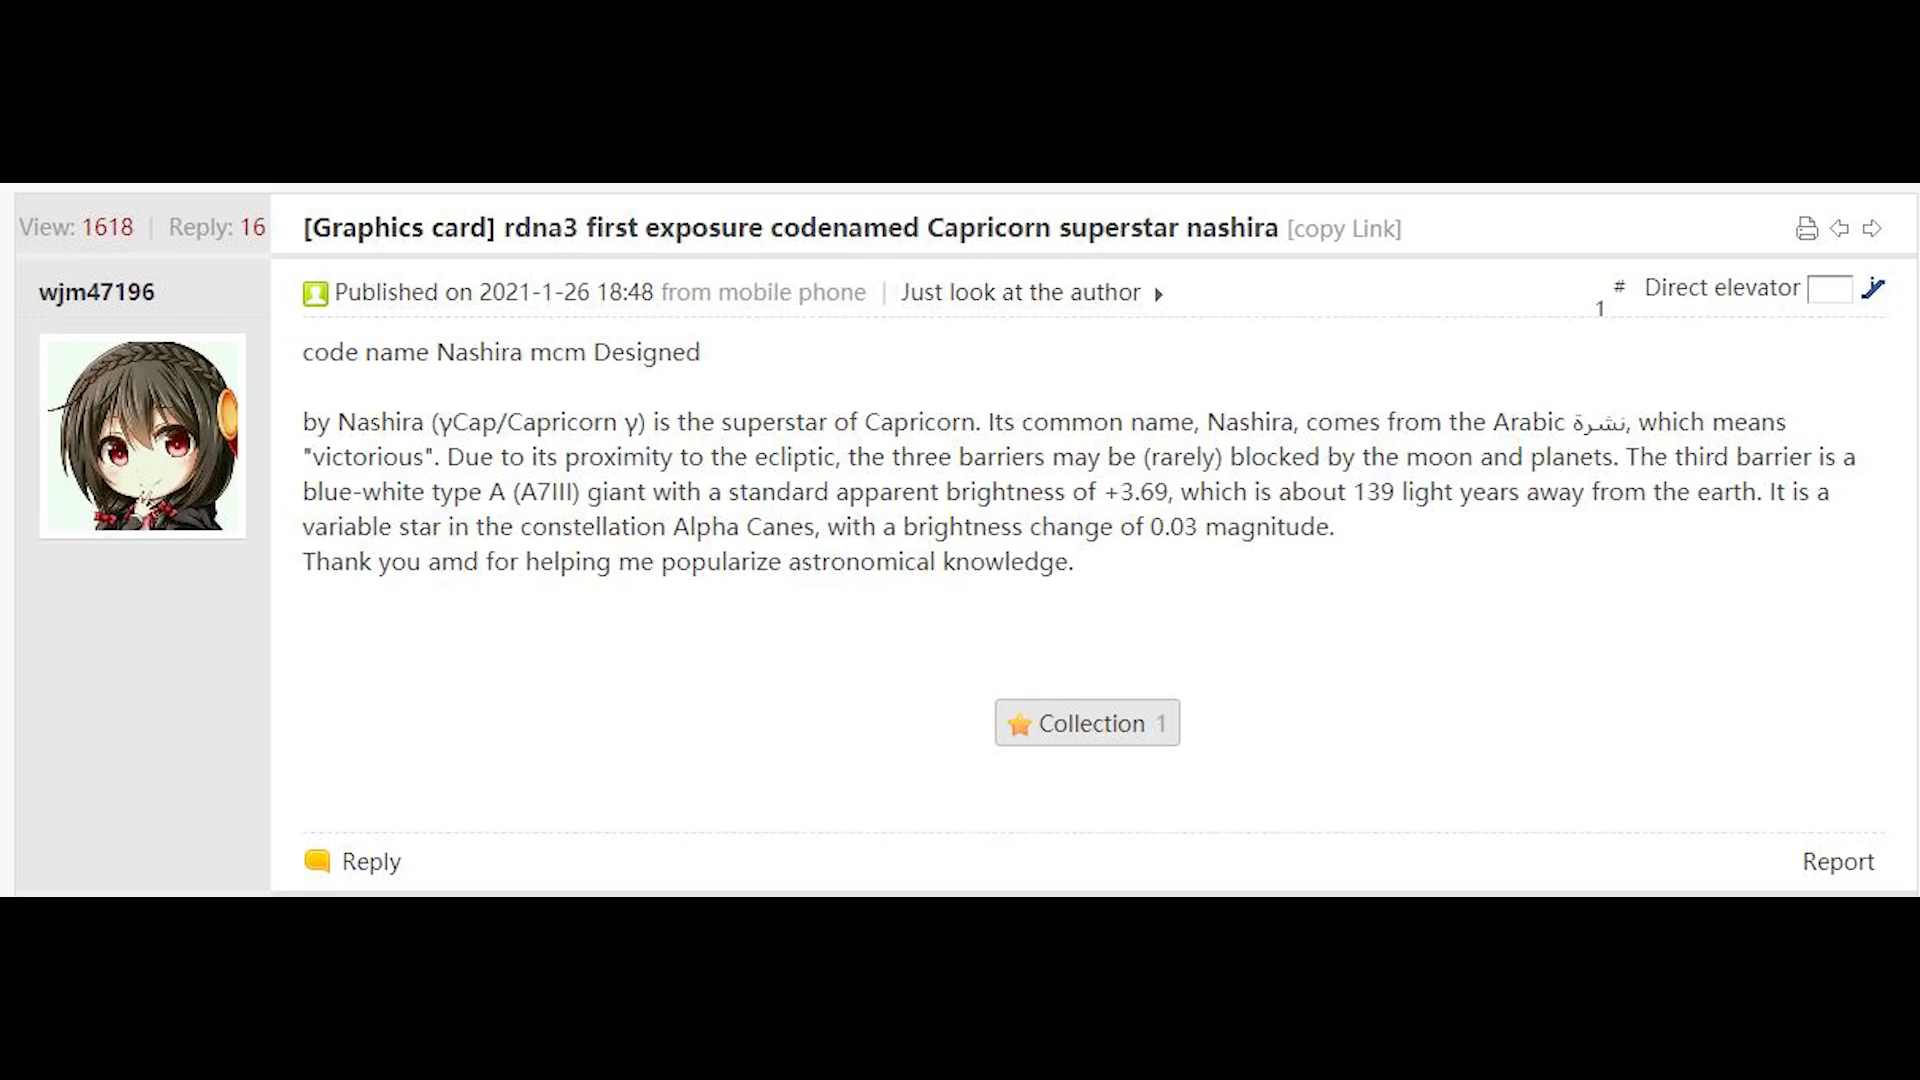 View: 1618 | Reply: 16
[Graphics card] rdna3 first exposure codenamed Capricorn superstar nashira [copy Link]
wjm47196
Published on 2021-1-26 18:48 from mobile phone | Just look at the author
# Direct elevator
1
code name Nashira mcm Designed
by Nashira (γCap/Capricorn γ) is the superstar of Capricorn. Its common name, Nashira, comes from the Arabic نشرة, which means
"victorious". Due to its proximity to the ecliptic, the three barriers may be (rarely) blocked by the moon and planets. The third barrier is a
blue-white type A (A7III) giant with a standard apparent brightness of +3.69, which is about 139 light years away from the earth. It is a
variable star in the constellation Alpha Canes, with a brightness change of 0.03 magnitude.
Thank you amd for helping me popularize astronomical knowledge.
Collection 1
Reply
Report